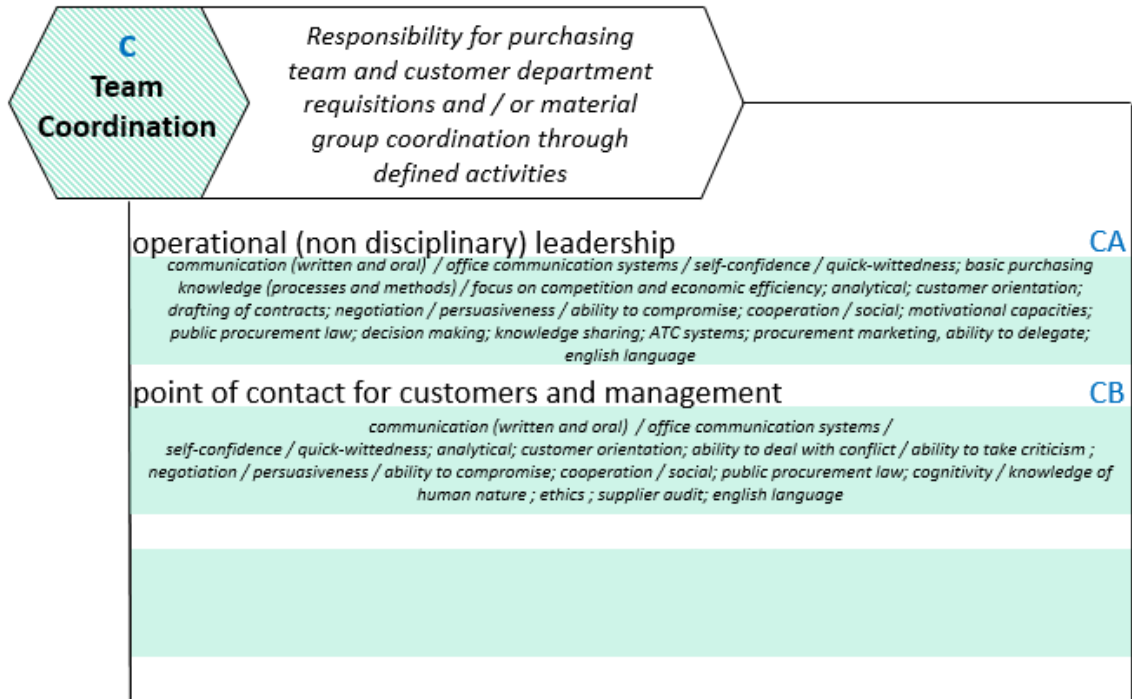 C
Team
Coordination
Responsibility for purchasing
team and customer department
requisitions and / or material
group coordination through
defined activities
operational (non disciplinary) leadership CA
communication (written and oral) / office communication systems / self-confidence / quick-wittedness; basic purchasing
knowledge (processes and methods) / focus on competition and economic efficiency; analytical; customer orientation;
drafting of contracts; negotiation / persuasiveness / ability to compromise; cooperation / social; motivational capacities;
public procurement law; decision making; knowledge sharing; ATC systems; procurement marketing, ability to delegate;
english language
point of contact for customers and management CB
communication (written and oral) / office communication systems /
self-confidence / quick-wittedness; analytical; customer orientation; ability to deal with conflict / ability to take criticism ;
negotiation / persuasiveness / ability to compromise; cooperation / social; public procurement law; cognitivity / knowledge of
human nature ; ethics ; supplier audit; english language